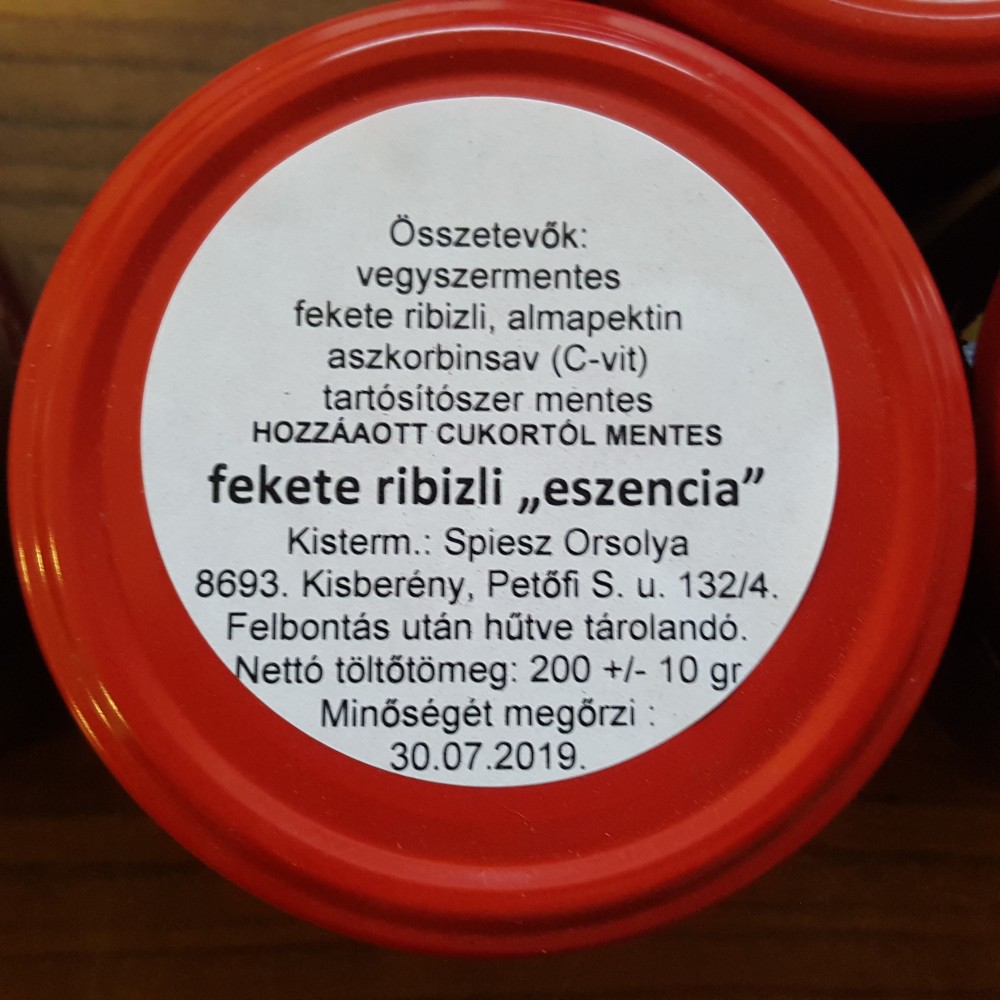 Összetevők:
vegyszermentes
fekete ribizli, almapektin
aszkorbinsav (C-vit)
tartósítószer mentes
HOZZÁAOTT CUKORTÓL MENTES
fekete ribizli „eszencia”
Kisterm.: Spiesz Orsolya
8693. Kisberény, Petőfi S. u. 132/4.
Felbontás után hűtve tárolandó.
Nettó töltőtömeg: 200 +/- 10 gr
Minőségét megőrzi :
30.07.2019.